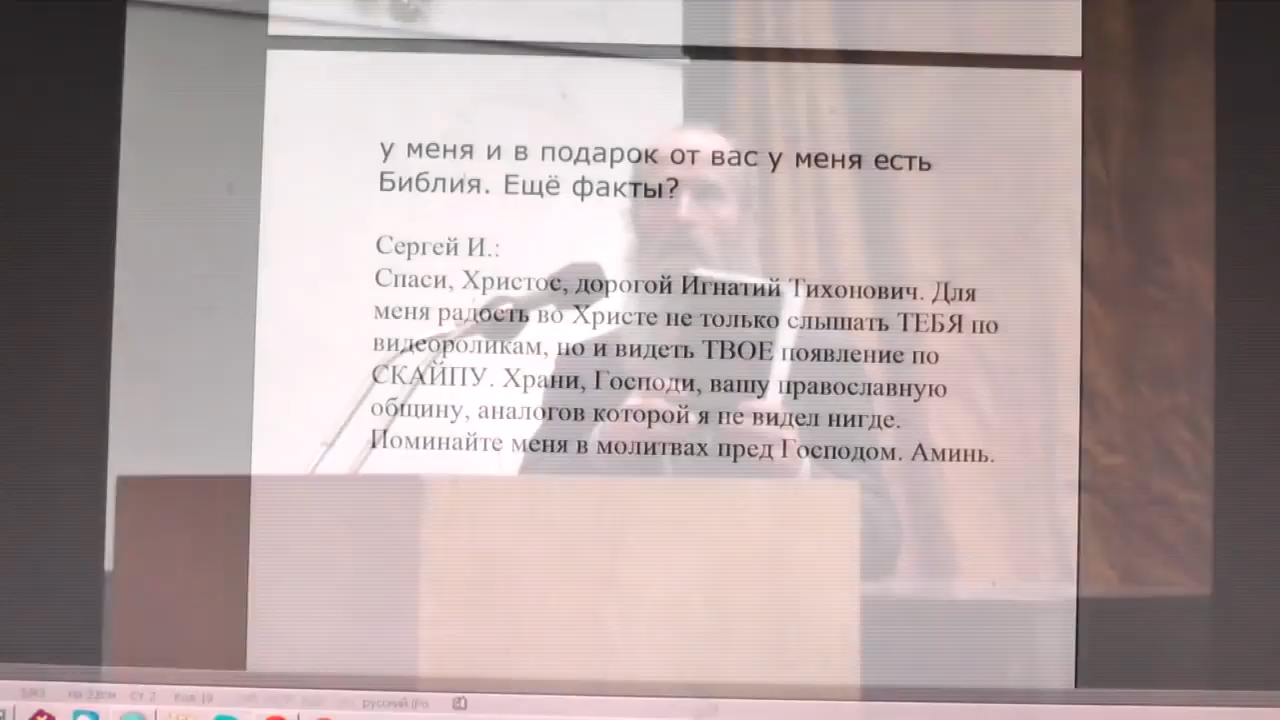 у меня и в подарок от вас у меня есть
Библия. Ещё факты?
Сергей И.:
Спаси, Христос, дорогой Игнатий Тихонович. Для
меня радость во Христе не только слышать ТЕБЯ по
видеороликам, но и видеть ТВОЕ появление по
СКАЙПУ. Храни, Господи, вашу православную
общину, аналогов которой я не видел нигде.
Поминайте меня в молитвах пред Господом. Аминь.
русский (Ро